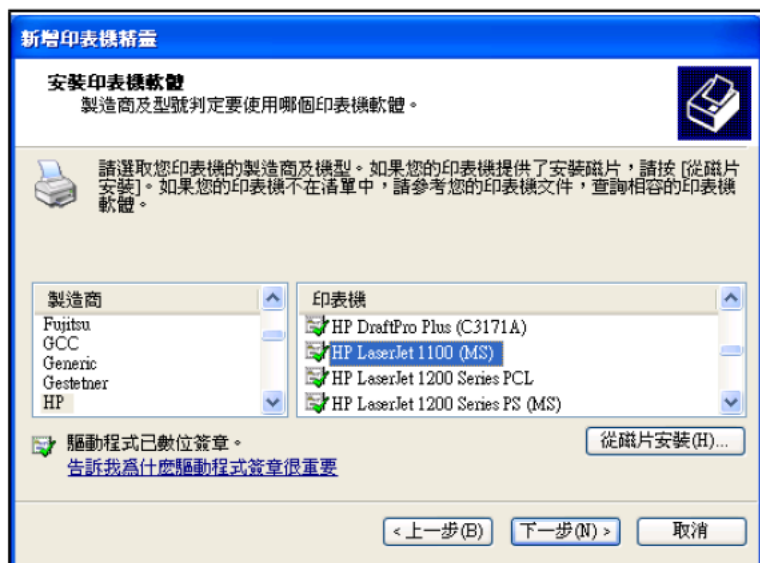 新增印表機精靈
安裝印表機軟體
製造商及型號判定要使用哪個印表機軟體。
請選取您印表機的製造商及機型。如果您的印表機提供了安裝磁片，請按 [從磁片
安裝]。如果您的印表機不在清單中，請參考您的印表機文件，查詢相容的印表機
軟體。
製造商
Fujitsu
GCC
Generic
Gestetner
HP
印表機
HP DraftPro Plus (C3171A)
HP LaserJet 1100 (MS)
HP LaserJet 1200 Series PCL
HP LaserJet 1200 Series PS (MS)
驅動程式已數位簽章。
告訴我為什麼驅動程式簽章很重要
從磁片安裝(H)...
< 上一步(B)
下一步(N) >
取消